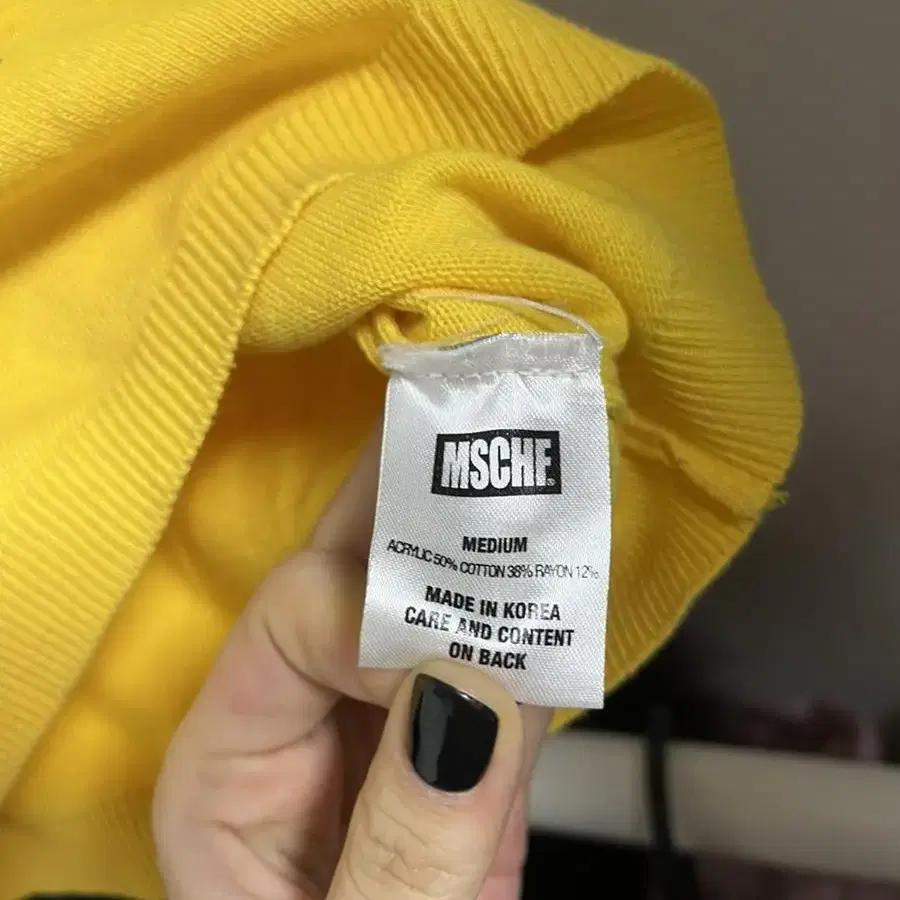 MSCHF®
MEDIUM
ACRYLIC 50% COTTON 38% RAYON 12%
MADE IN KOREA
CARE AND CONTENT
ON BACK